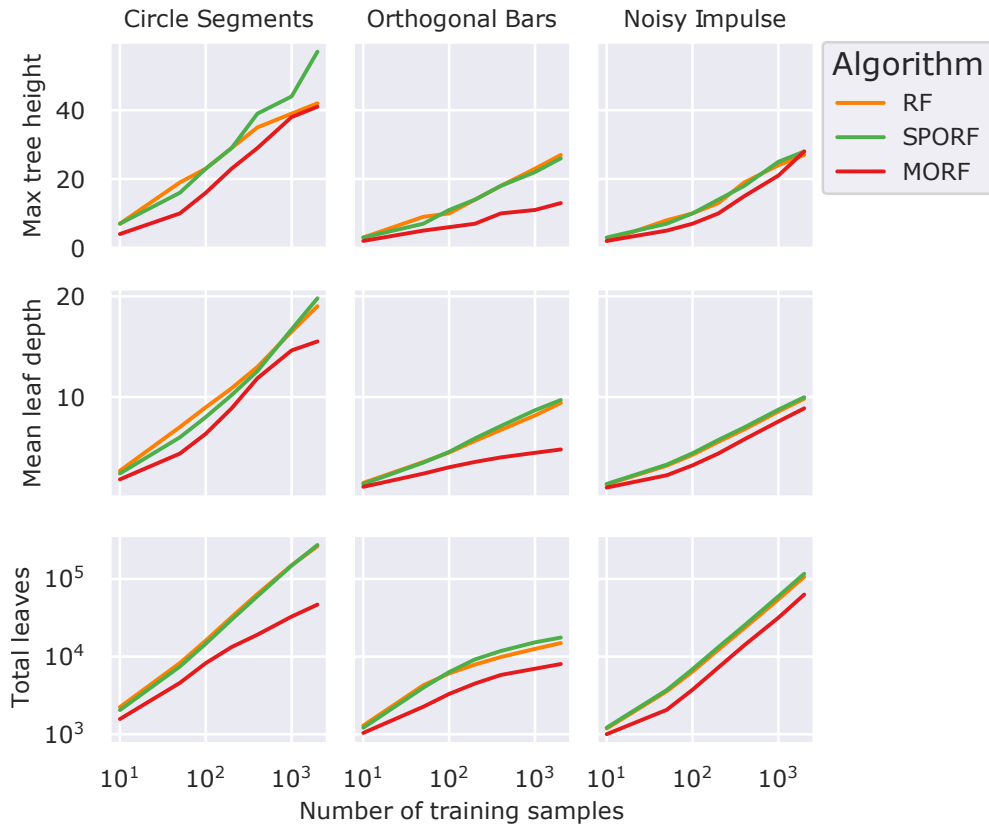 Circle Segments
Orthogonal Bars
Noisy Impulse
Max tree height
40
20
0
Algorithm
RF
SPORF
MORF
Mean leaf depth
20
10
Total leaves
10⁵
10⁴
10³
10¹ 10² 10³
10¹ 10² 10³
10¹ 10² 10³
Number of training samples